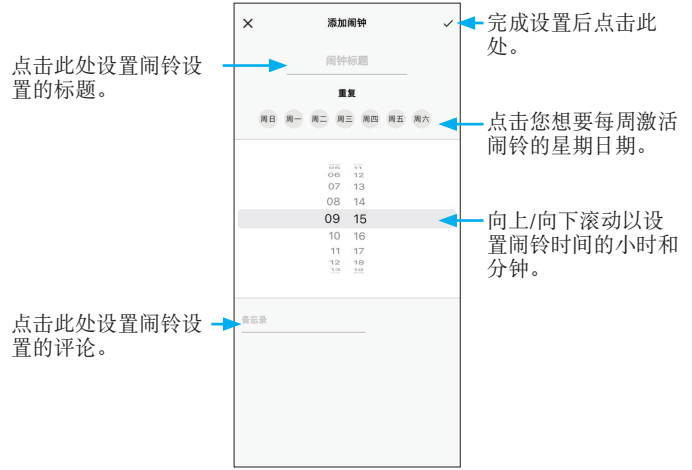 添加闹钟
完成设置后点击此
处。
点击此处设置闹铃设
置的标题。
闹钟标题
重复
周日 周一 周二 周三 周四 周五 周六
点击您想要每周激活
闹铃的星期日期。
05 11
06 12
07 13
08 14
09 15
10 16
11 17
12 18
13 19
向上/向下滚动以设
置闹铃时间的小时和
分钟。
点击此处设置闹铃设
置的评论。
备忘录